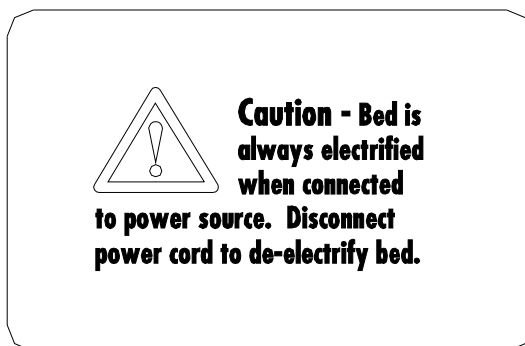 Caution - Bed is
always electrified
when connected
to power source. Disconnect
power cord to de-electrify bed.